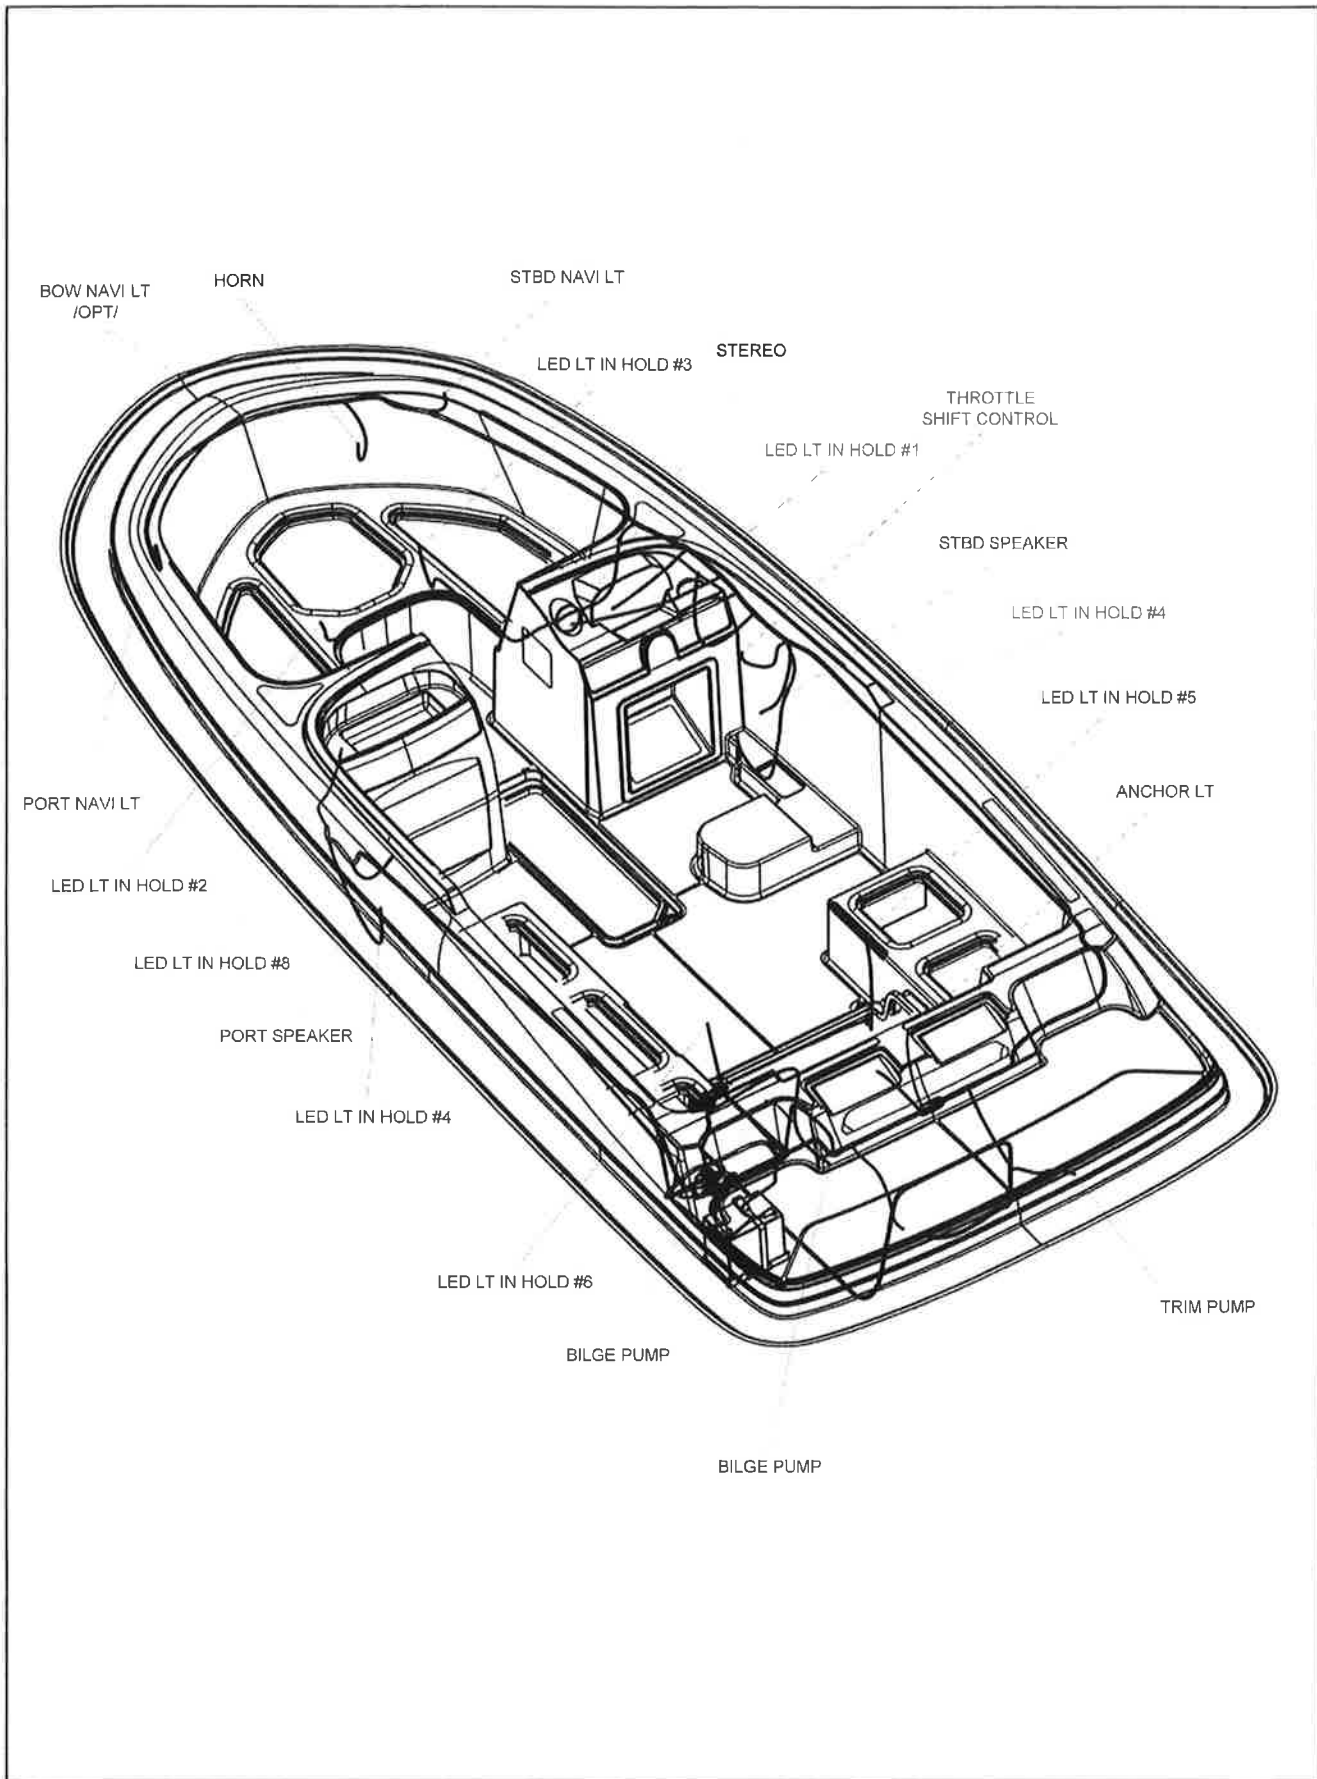 HORN
STBD NAVI LT
BOW NAVI LT
/OPT/
STEREO
LED LT IN HOLD #3
THROTTLE
SHIFT CONTROL
LED LT IN HOLD #1
STBD SPEAKER
LED LT IN HOLD #4
LED LT IN HOLD #5
ANCHOR LT
PORT NAVI LT
LED LT IN HOLD #2
LED LT IN HOLD #8
PORT SPEAKER
LED LT IN HOLD #4
LED LT IN HOLD #6
TRIM PUMP
BILGE PUMP
BILGE PUMP